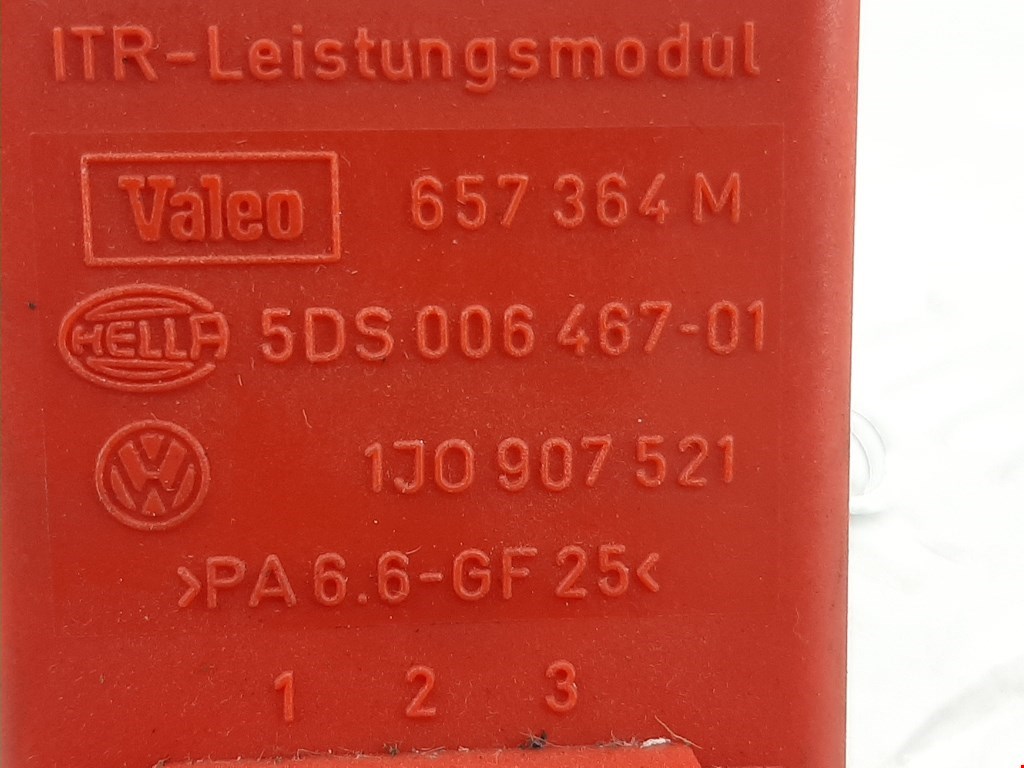 ITR-Leistungsmodul
Valeo 657 364 M
HELLA 5DS 006 467-01
VW 1J0 907 521
>PA 6.6-GF 25<
1 2 3